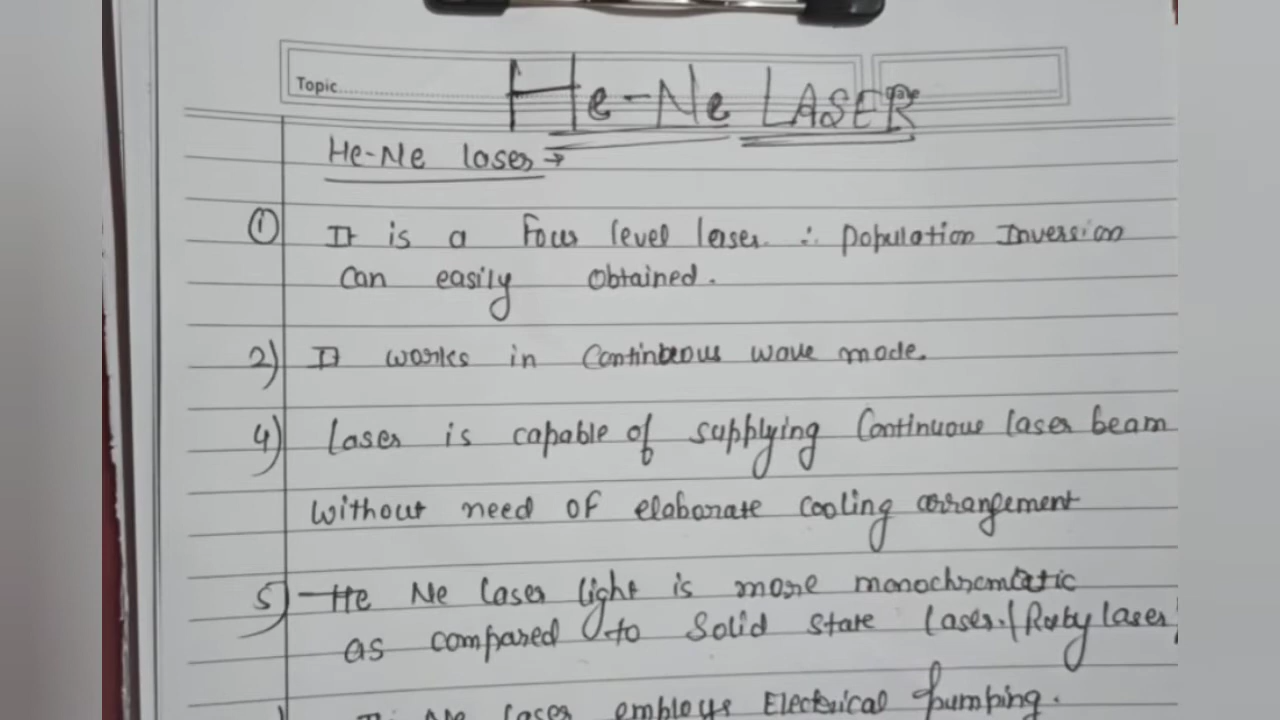 Topic
He-Ne LASER
He-Ne laser →
① It is a Four level laser ∴ population Inversion
can easily obtained.
2) It works in Continuous wave mode.
4) Laser is capable of supplying Continuous laser beam
without need of elaborate cooling arrangement
5) He Ne laser light is more monochromatic
as compared to Solid state laser. (Ruby laser)
Ne laser employs Electrical pumping.